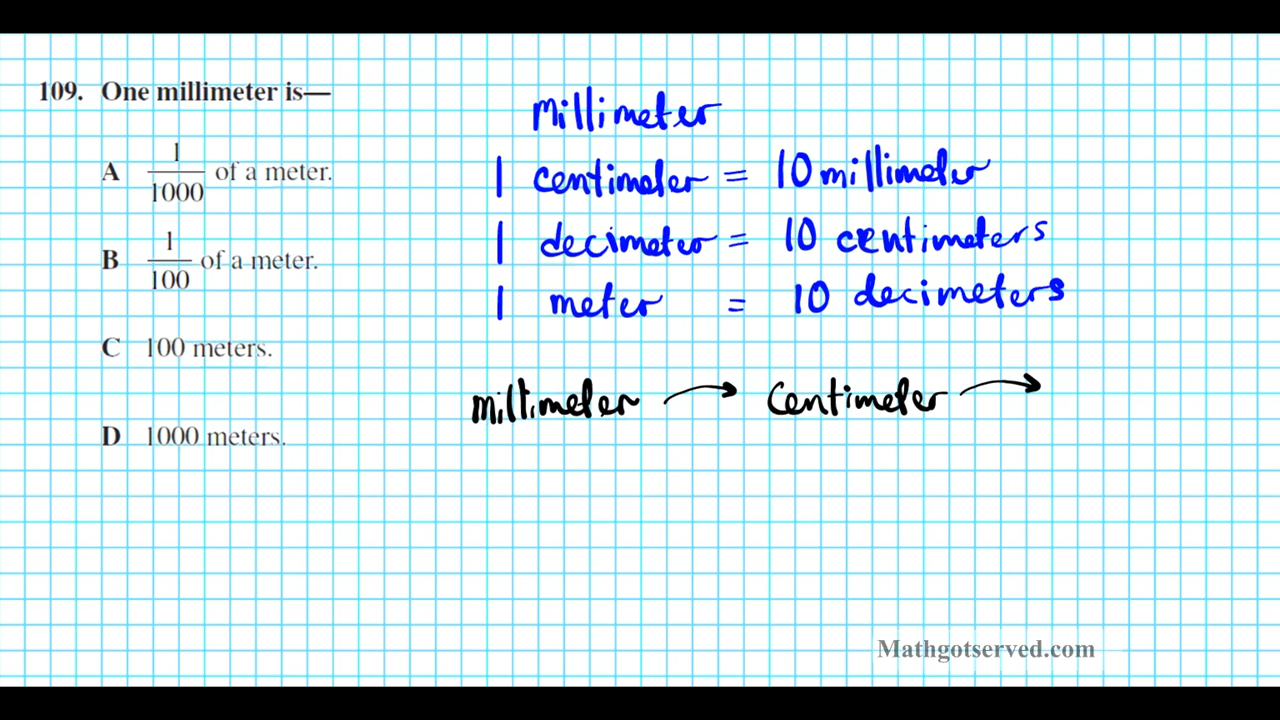 109. One millimeter is—
A 1/1000 of a meter.
B 1/100 of a meter.
C 100 meters.
D 1000 meters.
Millimeter
1 centimeter = 10 millimeter
1 decimeter = 10 centimeters
1 meter = 10 decimeters
millimeter → Centimeter →
Mathgotserved.com